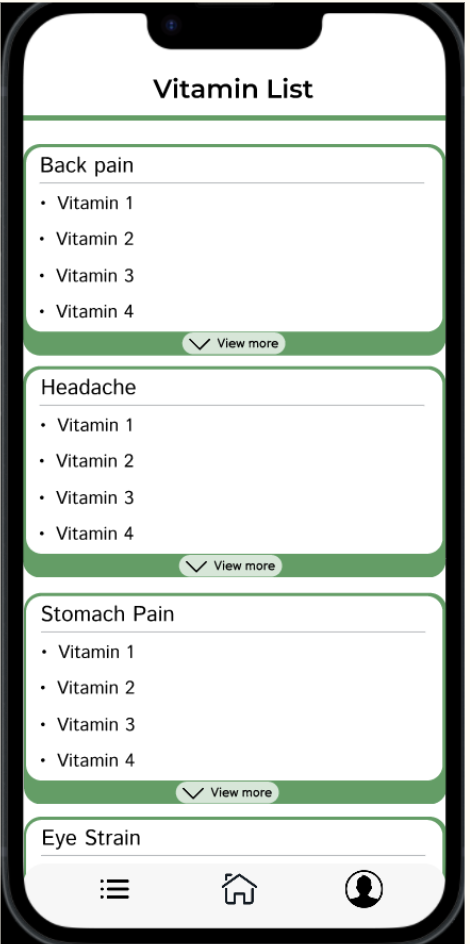 Vitamin List
Back pain
• Vitamin 1
• Vitamin 2
• Vitamin 3
• Vitamin 4
View more
Headache
• Vitamin 1
• Vitamin 2
• Vitamin 3
• Vitamin 4
View more
Stomach Pain
• Vitamin 1
• Vitamin 2
• Vitamin 3
• Vitamin 4
View more
Eye Strain